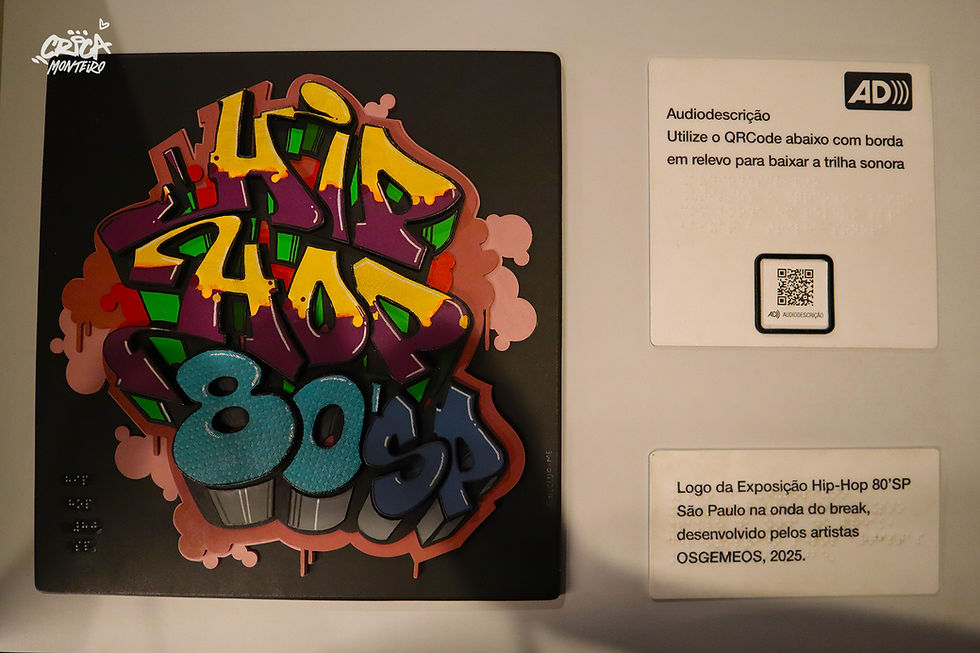 CRICA
MONTEIRO
HIP
HOP
80'SP
AD)))
Audiodescrição
Utilize o QRCode abaixo com borda
em relevo para baixar a trilha sonora
AD)) AUDIODESCRIÇÃO
Logo da Exposição Hip-Hop 80'SP
São Paulo na onda do break,
desenvolvido pelos artistas
OSGEMEOS, 2025.